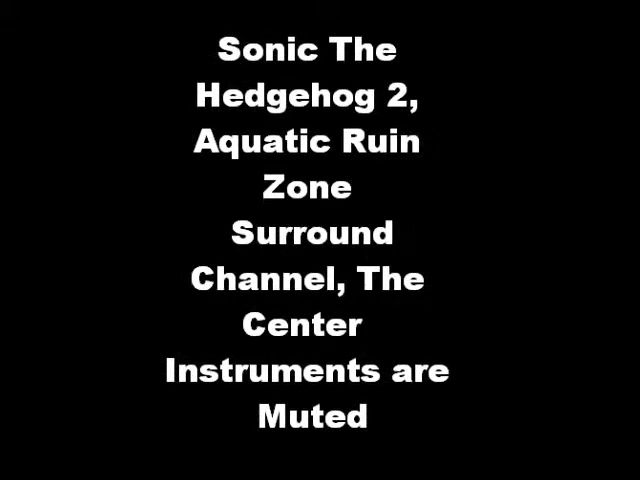 Sonic The
Hedgehog 2,
Aquatic Ruin
Zone
Surround
Channel, The
Center
Instruments are
Muted